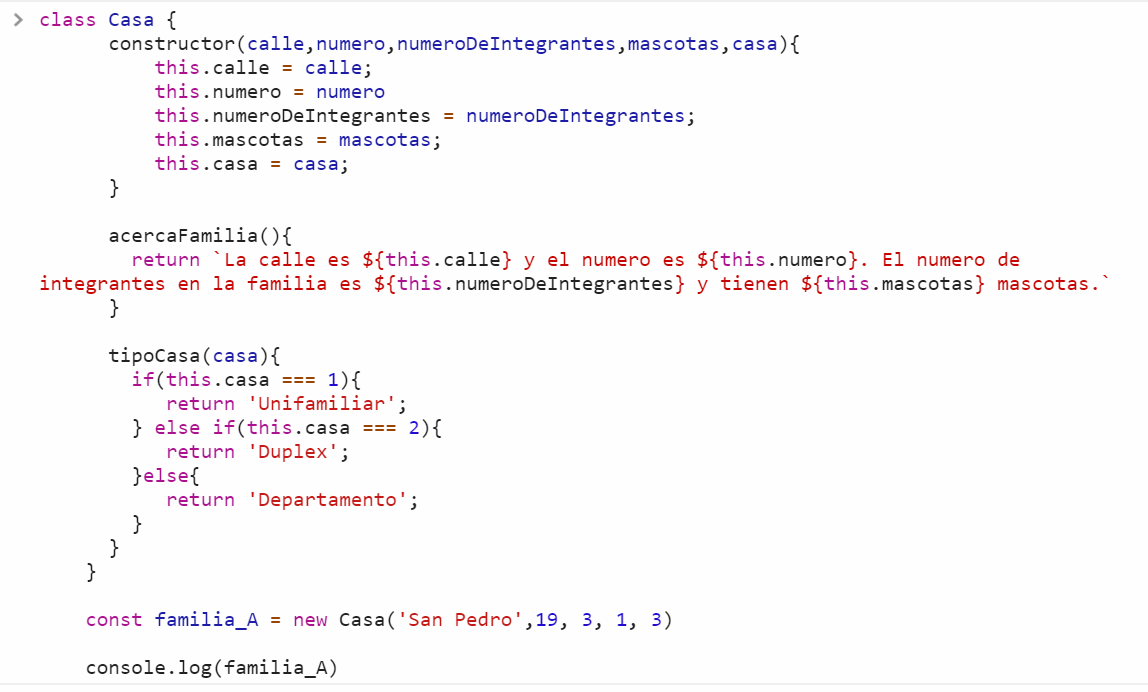 > class Casa {
constructor(calle,numero,numeroDeIntegrantes,mascotas,casa){
this.calle = calle;
this.numero = numero
this.numeroDeIntegrantes = numeroDeIntegrantes;
this.mascotas = mascotas;
this.casa = casa;
}
acercaFamilia(){
return `La calle es ${this.calle} y el numero es ${this.numero}. El numero de
integrantes en la familia es ${this.numeroDeIntegrantes} y tienen ${this.mascotas} mascotas.`
}
tipoCasa(casa){
if(this.casa === 1){
return 'Unifamiliar';
} else if(this.casa === 2){
return 'Duplex';
}else{
return 'Departamento';
}
}
}
const familia_A = new Casa('San Pedro',19, 3, 1, 3)
console.log(familia_A)